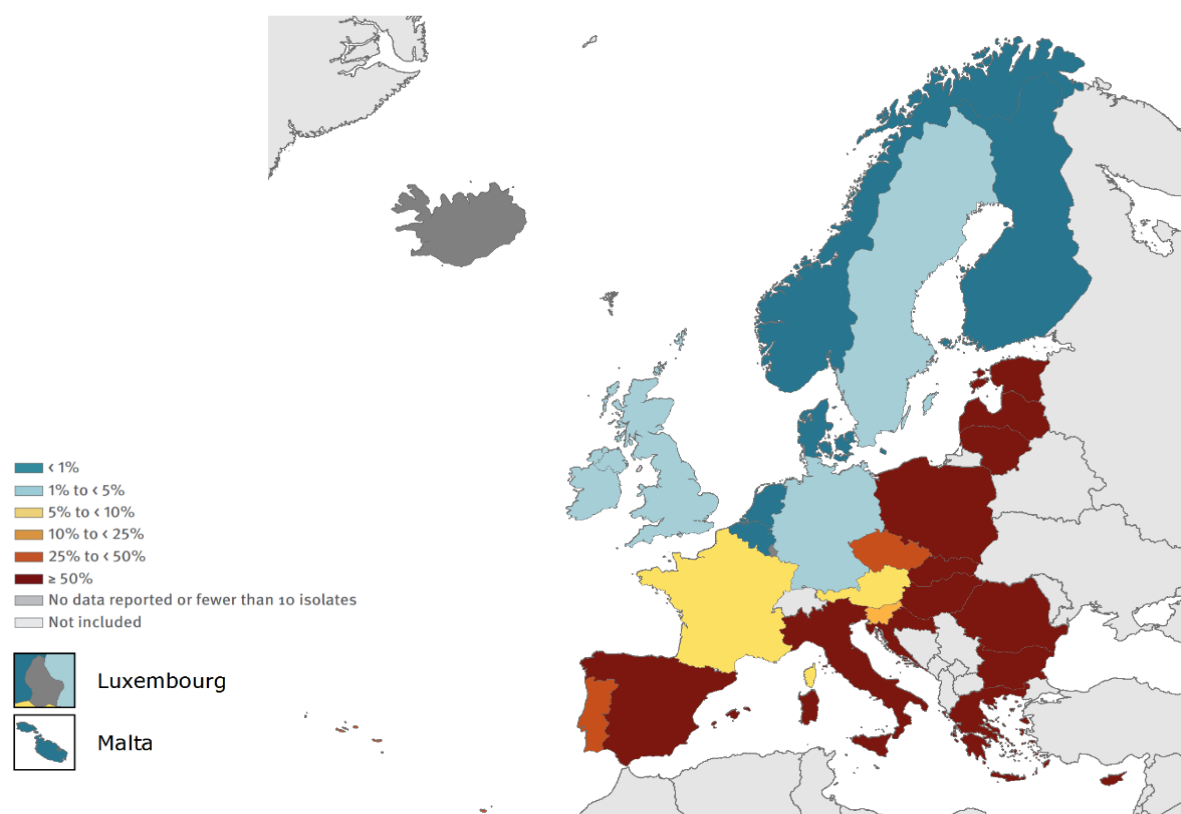 < 1%
1% to < 5%
5% to < 10%
10% to < 25%
25% to < 50%
≥ 50%
No data reported or fewer than 10 isolates
Not included
Luxembourg
Malta